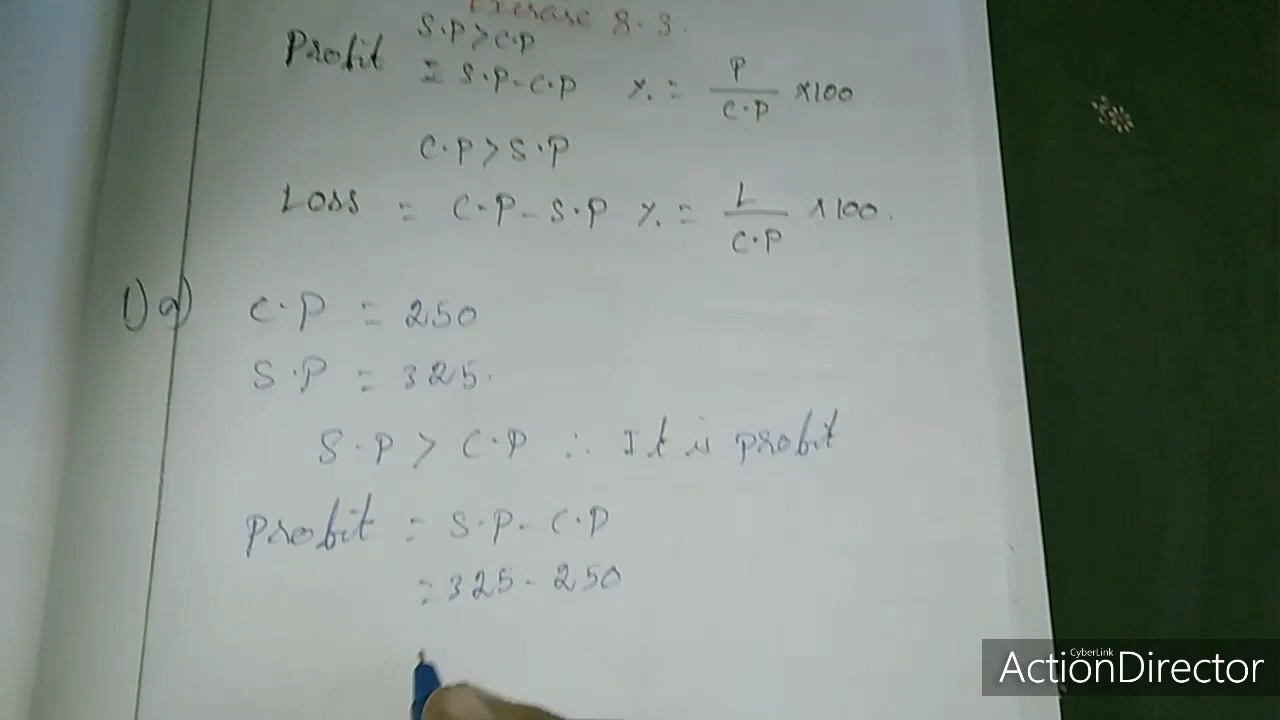 Exercise 8.3.
S.P > C.P
Profit = S.P - C.P % = P/C.P × 100
C.P > S.P
Loss = C.P - S.P % = L/C.P × 100.
1) a) C.P = 250
S.P = 325.
S.P > C.P ∴ It is profit
Profit = S.P - C.P
= 325 - 250
CyberLink
ActionDirector